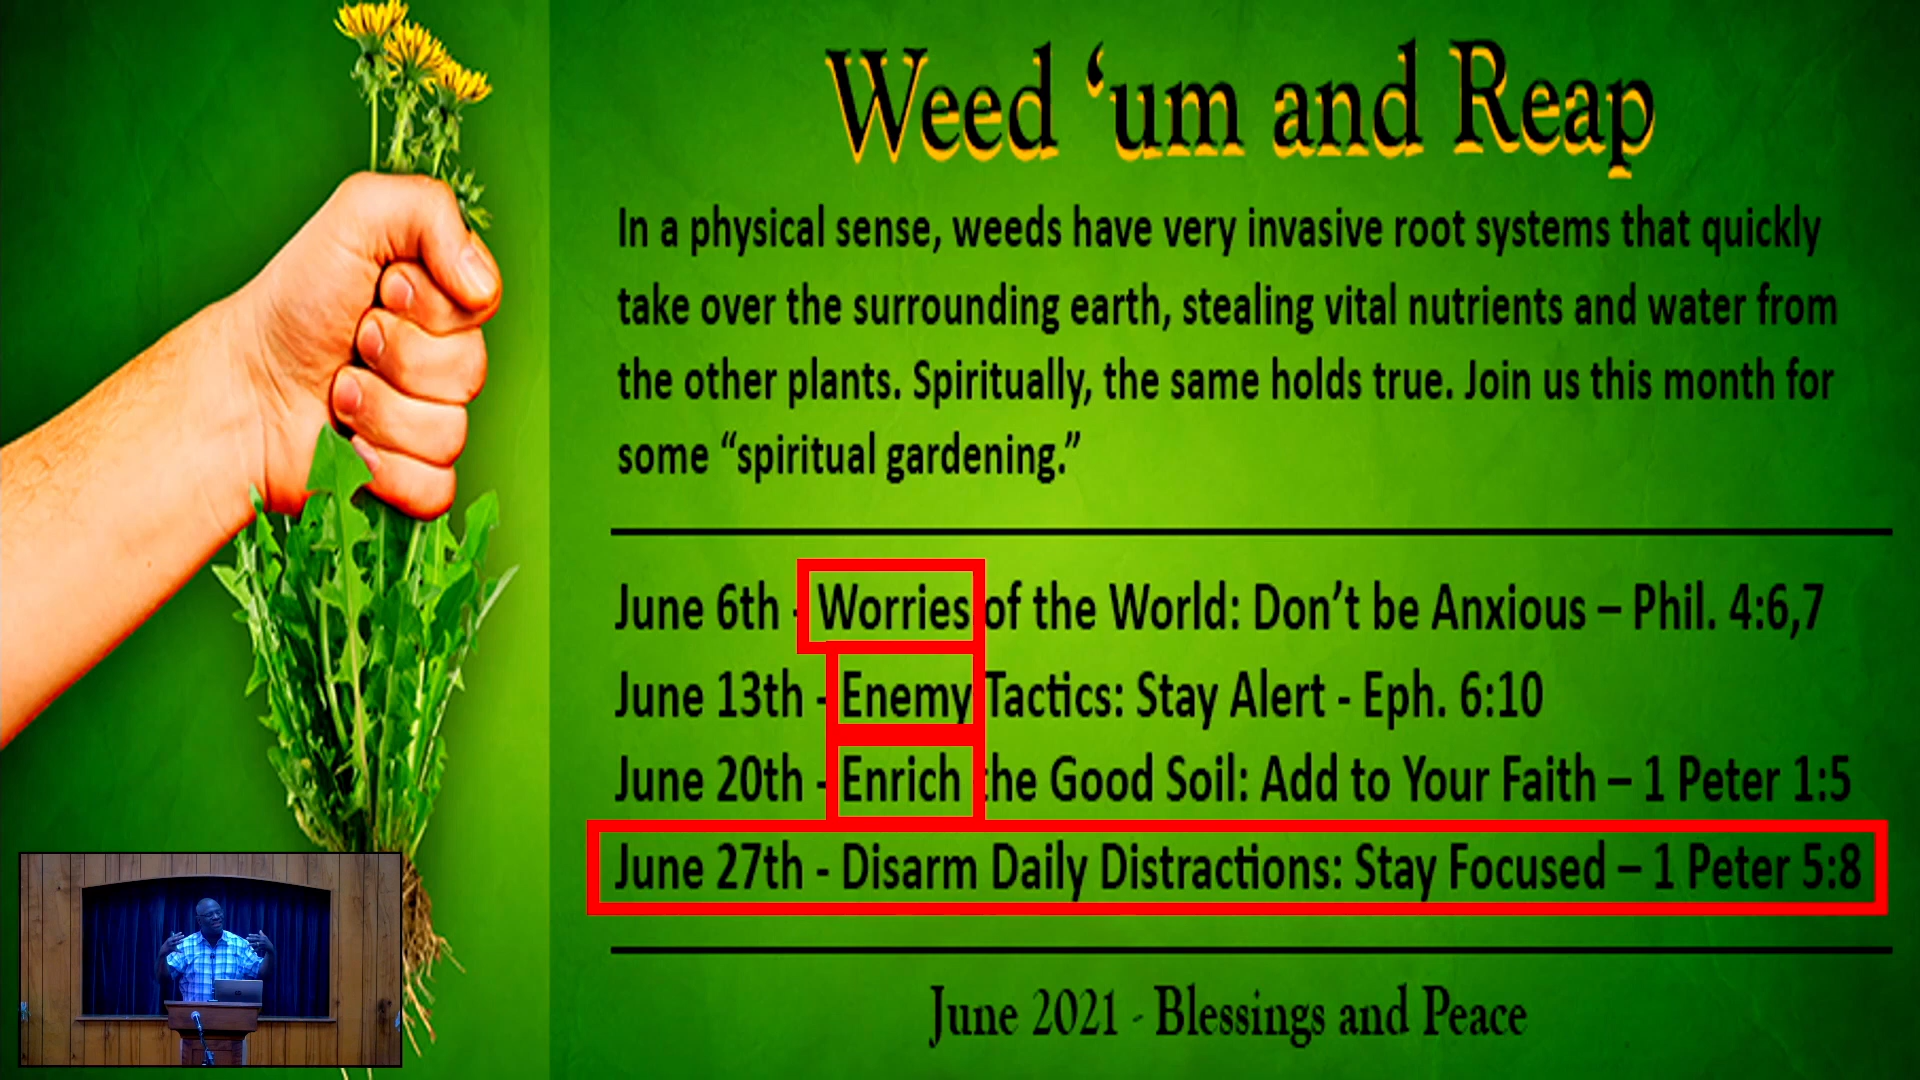 Weed ‘um and Reap
In a physical sense, weeds have very invasive root systems that quickly
take over the surrounding earth, stealing vital nutrients and water from
the other plants. Spiritually, the same holds true. Join us this month for
some “spiritual gardening.”
June 6th - Worries of the World: Don’t be Anxious – Phil. 4:6,7
June 13th - Enemy Tactics: Stay Alert - Eph. 6:10
June 20th - Enrich the Good Soil: Add to Your Faith – 1 Peter 1:5
June 27th - Disarm Daily Distractions: Stay Focused – 1 Peter 5:8
June 2021 - Blessings and Peace